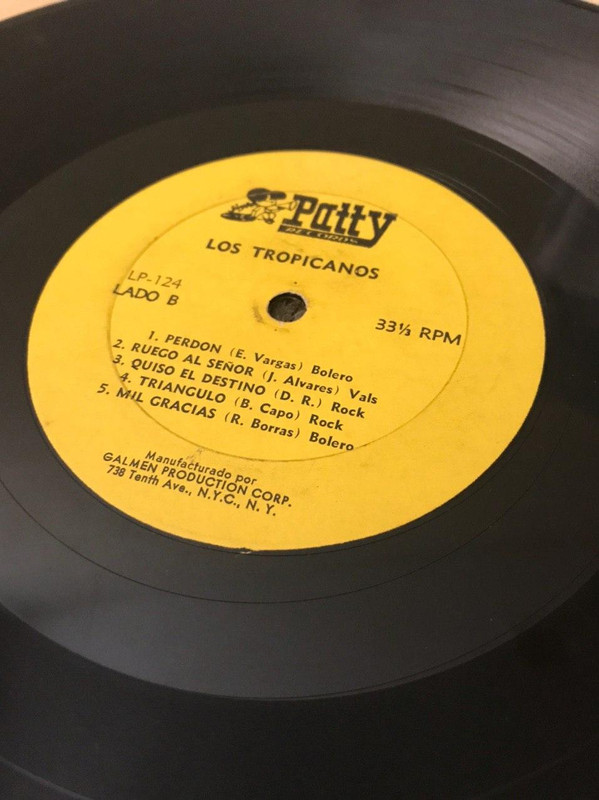 Patty
RECORDS
LOS TROPICANOS
LP-124
LADO B
33⅓ RPM
1. PERDON (E. Vargas) Bolero
2. RUEGO AL SEÑOR (J. Alvares) Vals
3. QUISO EL DESTINO (D. R.) Rock
4. TRIANGULO (B. Capo) Rock
5. MIL GRACIAS (R. Borras) Bolero
Manufacturado por
GALMEN PRODUCTION CORP.
738 Tenth Ave., N.Y.C., N. Y.